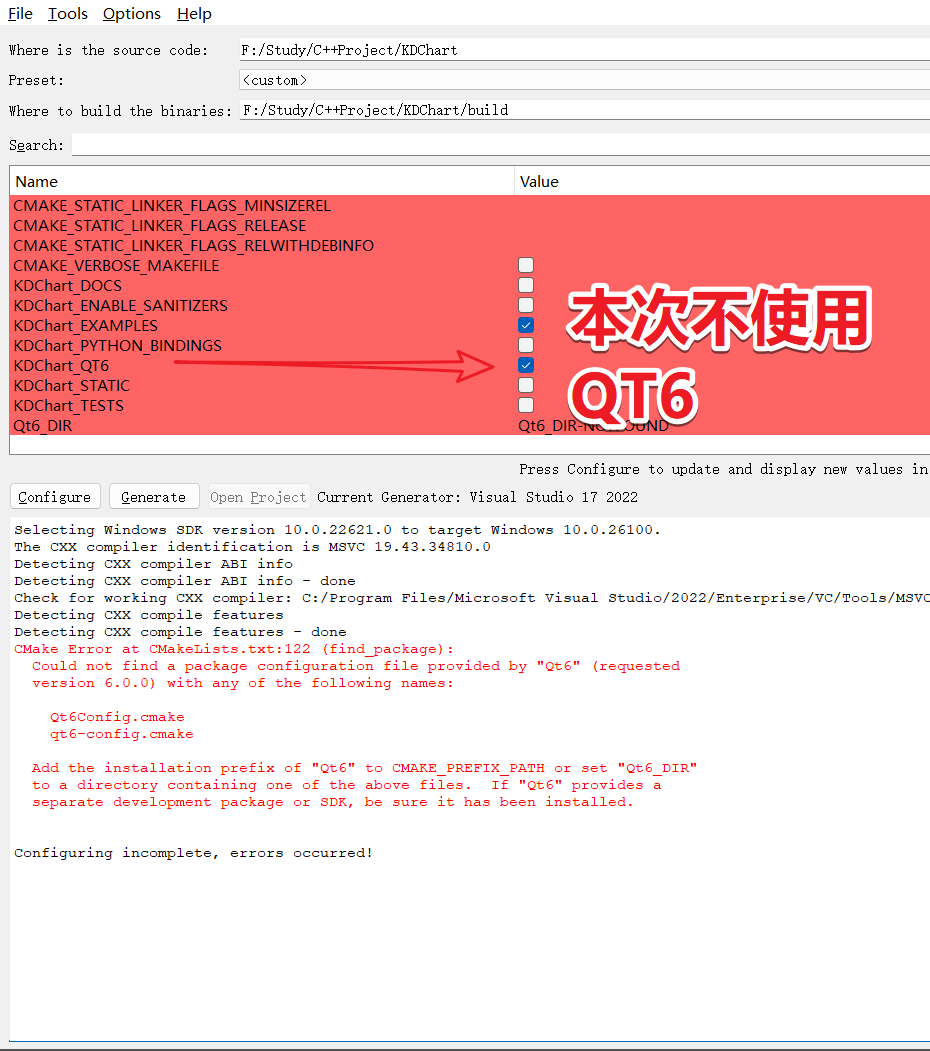 File Tools Options Help
Where is the source code: F:/Study/C++Project/KDChart
Preset: <custom>
Where to build the binaries: F:/Study/C++Project/KDChart/build
Search:
Name Value
CMAKE_STATIC_LINKER_FLAGS_MINSIZEREL
CMAKE_STATIC_LINKER_FLAGS_RELEASE
CMAKE_STATIC_LINKER_FLAGS_RELWITHDEBINFO
CMAKE_VERBOSE_MAKEFILE
KDChart_DOCS
KDChart_ENABLE_SANITIZERS
KDChart_EXAMPLES
KDChart_PYTHON_BINDINGS
KDChart_QT6
KDChart_STATIC
KDChart_TESTS
Qt6_DIR Qt6_DIR-NOTFOUND
本次不使用
QT6
Press Configure to update and display new values in
Configure Generate Open Project Current Generator: Visual Studio 17 2022
Selecting Windows SDK version 10.0.22621.0 to target Windows 10.0.26100.
The CXX compiler identification is MSVC 19.43.34810.0
Detecting CXX compiler ABI info
Detecting CXX compiler ABI info - done
Check for working CXX compiler: C:/Program Files/Microsoft Visual Studio/2022/Enterprise/VC/Tools/MSVC
Detecting CXX compile features
Detecting CXX compile features - done
CMake Error at CMakeLists.txt:122 (find_package):
Could not find a package configuration file provided by "Qt6" (requested
version 6.0.0) with any of the following names:
Qt6Config.cmake
qt6-config.cmake
Add the installation prefix of "Qt6" to CMAKE_PREFIX_PATH or set "Qt6_DIR"
to a directory containing one of the above files.  If "Qt6" provides a
separate development package or SDK, be sure it has been installed.
Configuring incomplete, errors occurred!